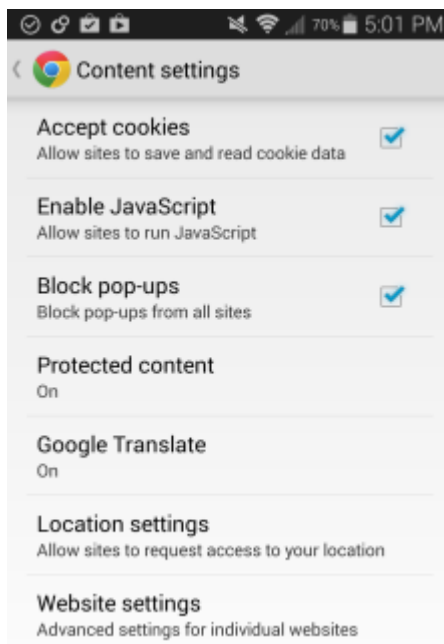 70% 5:01 PM
Content settings
Accept cookies
Allow sites to save and read cookie data
Enable JavaScript
Allow sites to run JavaScript
Block pop-ups
Block pop-ups from all sites
Protected content
On
Google Translate
On
Location settings
Allow sites to request access to your location
Website settings
Advanced settings for individual websites